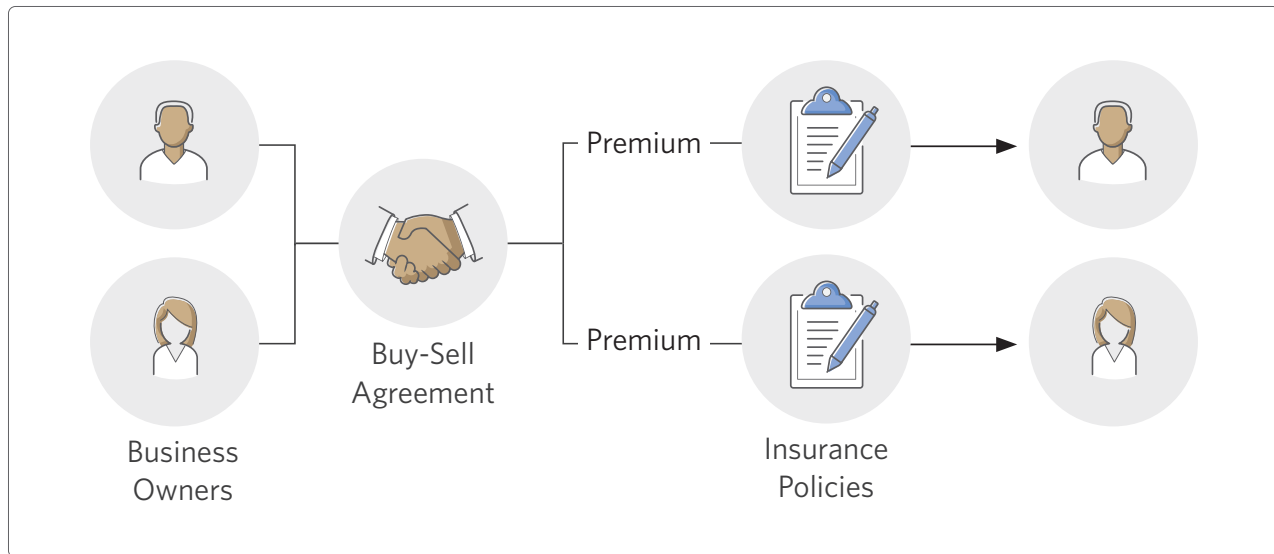 Premium
Premium
Buy-Sell
Agreement
Business
Owners
Insurance
Policies